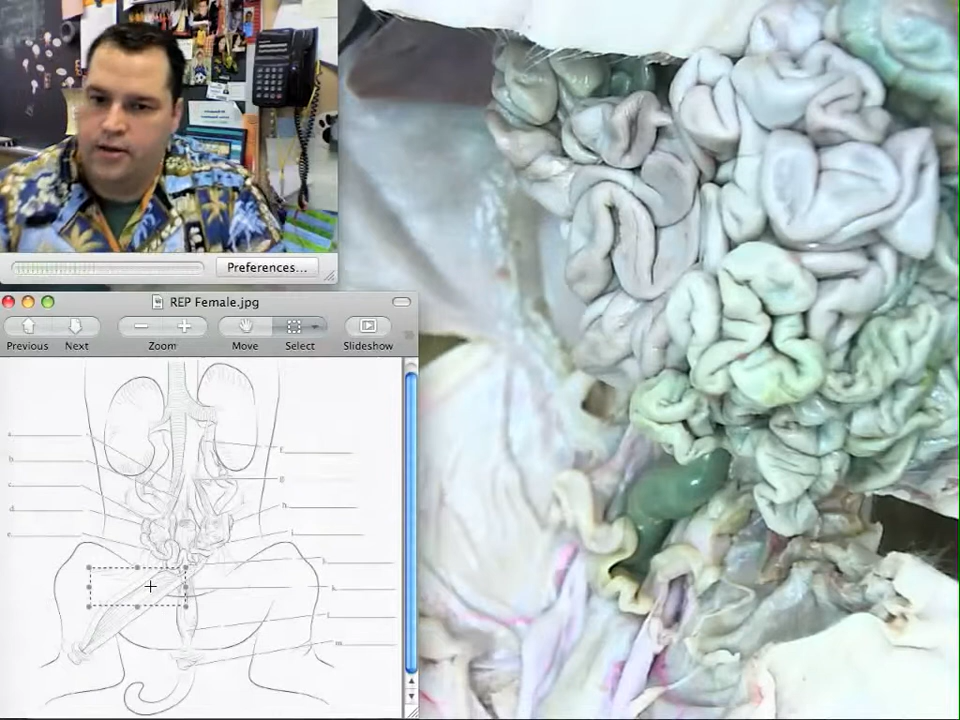 Preferences...
REP Female.jpg
Previous Next Zoom Move Select Slideshow
a.
b.
c.
d.
e.
f.
g.
h.
i.
j.
k.
l.
m.